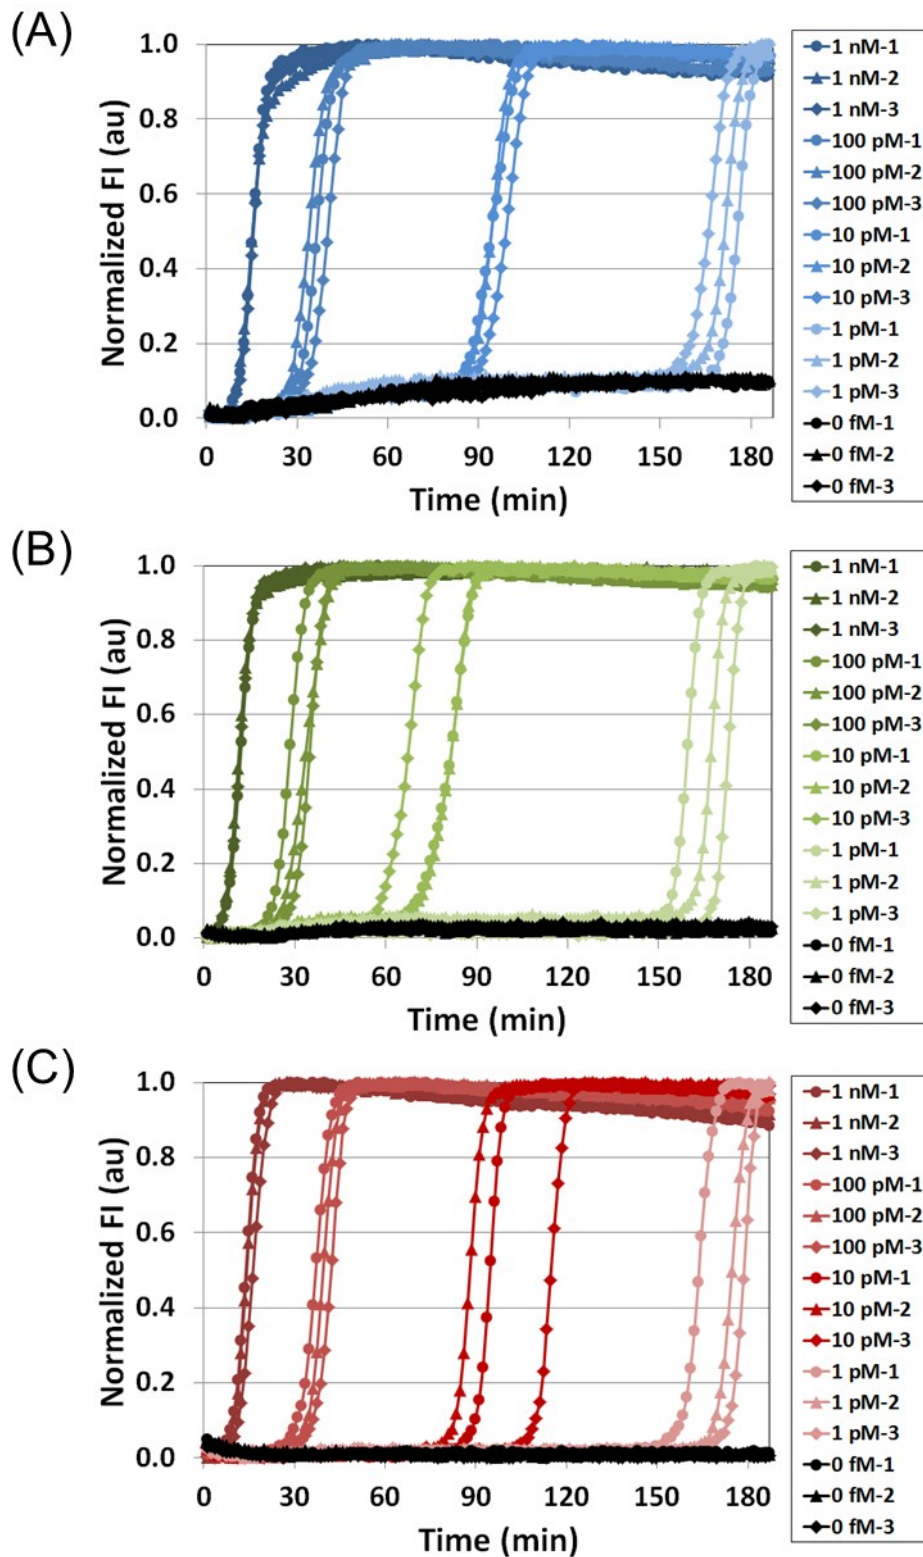 (A)
Normalized FI (au)
1.0
0.8
0.6
0.4
0.2
0.0
0 30 60 90 120 150 180
Time (min)
1 nM-1
1 nM-2
1 nM-3
100 pM-1
100 pM-2
100 pM-3
10 pM-1
10 pM-2
10 pM-3
1 pM-1
1 pM-2
1 pM-3
0 fM-1
0 fM-2
0 fM-3
(B)
Normalized FI (au)
1.0
0.8
0.6
0.4
0.2
0.0
0 30 60 90 120 150 180
Time (min)
1 nM-1
1 nM-2
1 nM-3
100 pM-1
100 pM-2
100 pM-3
10 pM-1
10 pM-2
10 pM-3
1 pM-1
1 pM-2
1 pM-3
0 fM-1
0 fM-2
0 fM-3
(C)
Normalized FI (au)
1.0
0.8
0.6
0.4
0.2
0.0
0 30 60 90 120 150 180
Time (min)
1 nM-1
1 nM-2
1 nM-3
100 pM-1
100 pM-2
100 pM-3
10 pM-1
10 pM-2
10 pM-3
1 pM-1
1 pM-2
1 pM-3
0 fM-1
0 fM-2
0 fM-3